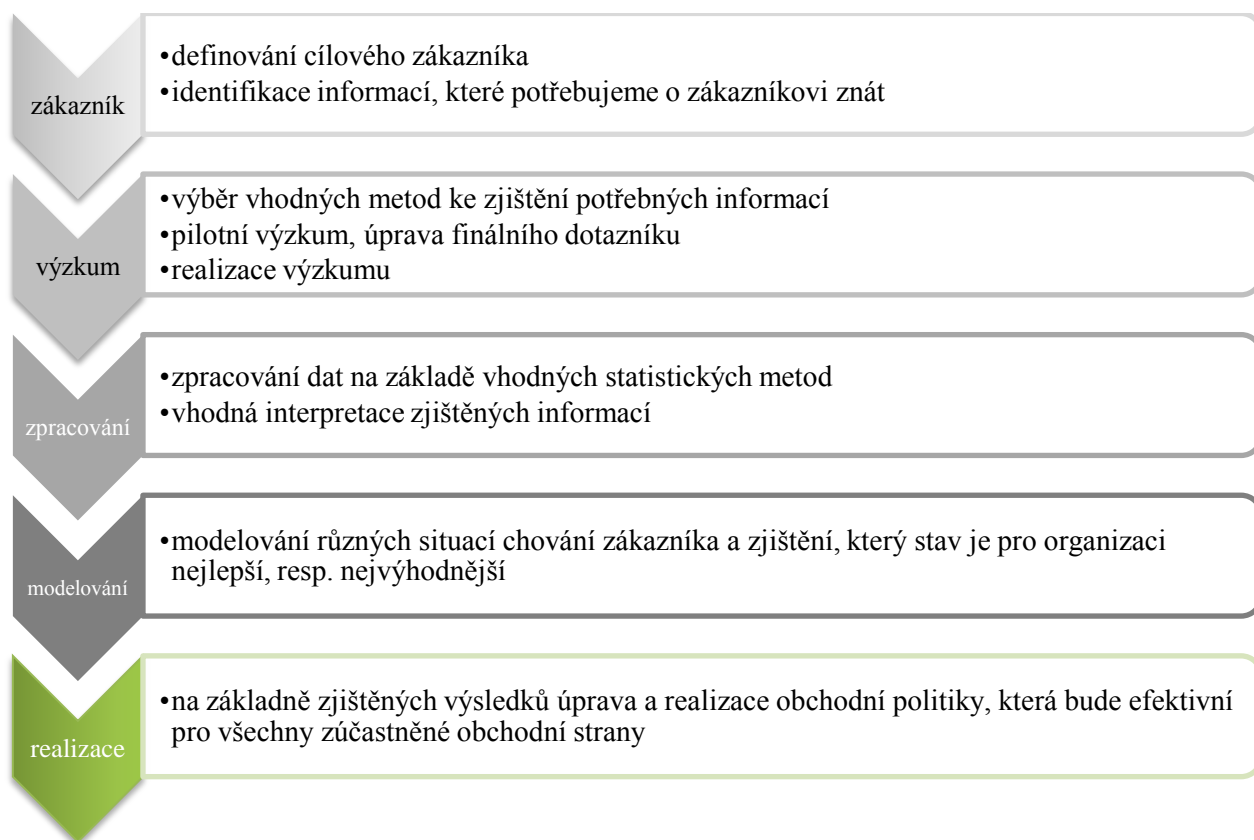 zákazník
•definování cílového zákazníka
•identifikace informací, které potřebujeme o zákazníkovi znát
výzkum
•výběr vhodných metod ke zjištění potřebných informací
•pilotní výzkum, úprava finálního dotazníku
•realizace výzkumu
zpracování
•zpracování dat na základě vhodných statistických metod
•vhodná interpretace zjištěných informací
modelování
•modelování různých situací chování zákazníka a zjištění, který stav je pro organizaci
nejlepší, resp. nejvýhodnější
realizace
•na základně zjištěných výsledků úprava a realizace obchodní politiky, která bude efektivní
pro všechny zúčastněné obchodní strany